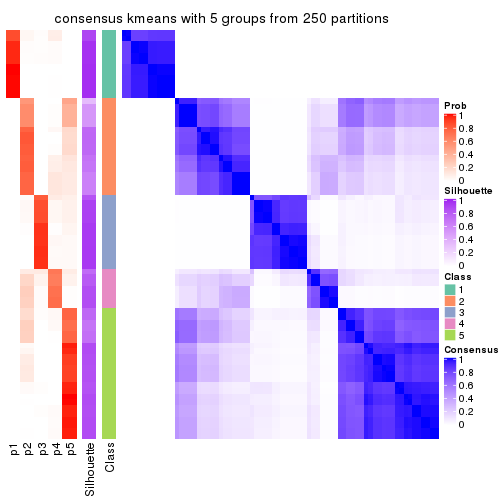 consensus kmeans with 5 groups from 250 partitions
Prob
1
0.8
0.6
0.4
0.2
0
Silhouette
1
0.8
0.6
0.4
0.2
0
Class
1
2
3
4
5
Consensus
1
0.8
0.6
0.4
0.2
0
p1
p2
p3
p4
p5
Silhouette
Class